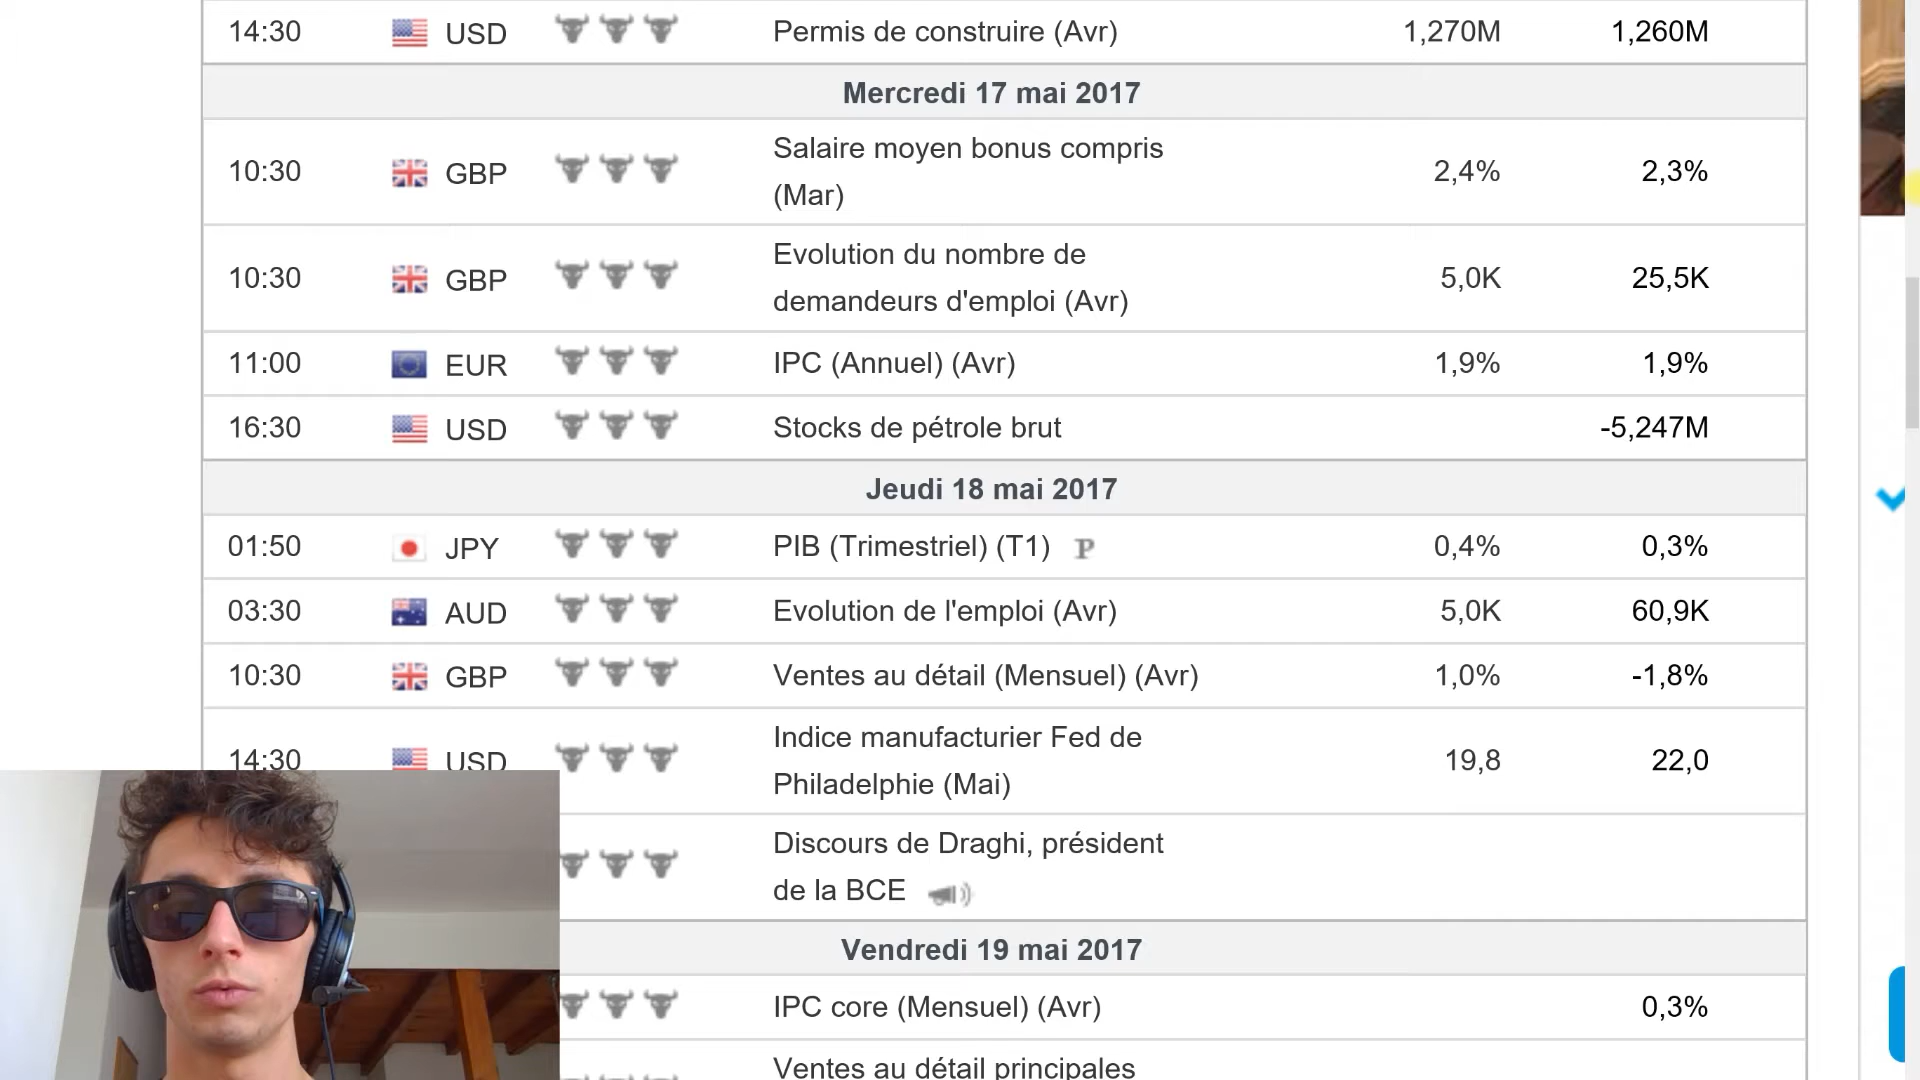 14:30 USD Permis de construire (Avr) 1,270M 1,260M
Mercredi 17 mai 2017
10:30 GBP Salaire moyen bonus compris
(Mar) 2,4% 2,3%
10:30 GBP Evolution du nombre de
demandeurs d'emploi (Avr) 5,0K 25,5K
11:00 EUR IPC (Annuel) (Avr) 1,9% 1,9%
16:30 USD Stocks de pétrole brut -5,247M
Jeudi 18 mai 2017
01:50 JPY PIB (Trimestriel) (T1) P 0,4% 0,3%
03:30 AUD Evolution de l'emploi (Avr) 5,0K 60,9K
10:30 GBP Ventes au détail (Mensuel) (Avr) 1,0% -1,8%
14:30 USD Indice manufacturier Fed de
Philadelphie (Mai) 19,8 22,0
Discours de Draghi, président
de la BCE
Vendredi 19 mai 2017
IPC core (Mensuel) (Avr) 0,3%
Ventes au détail principales